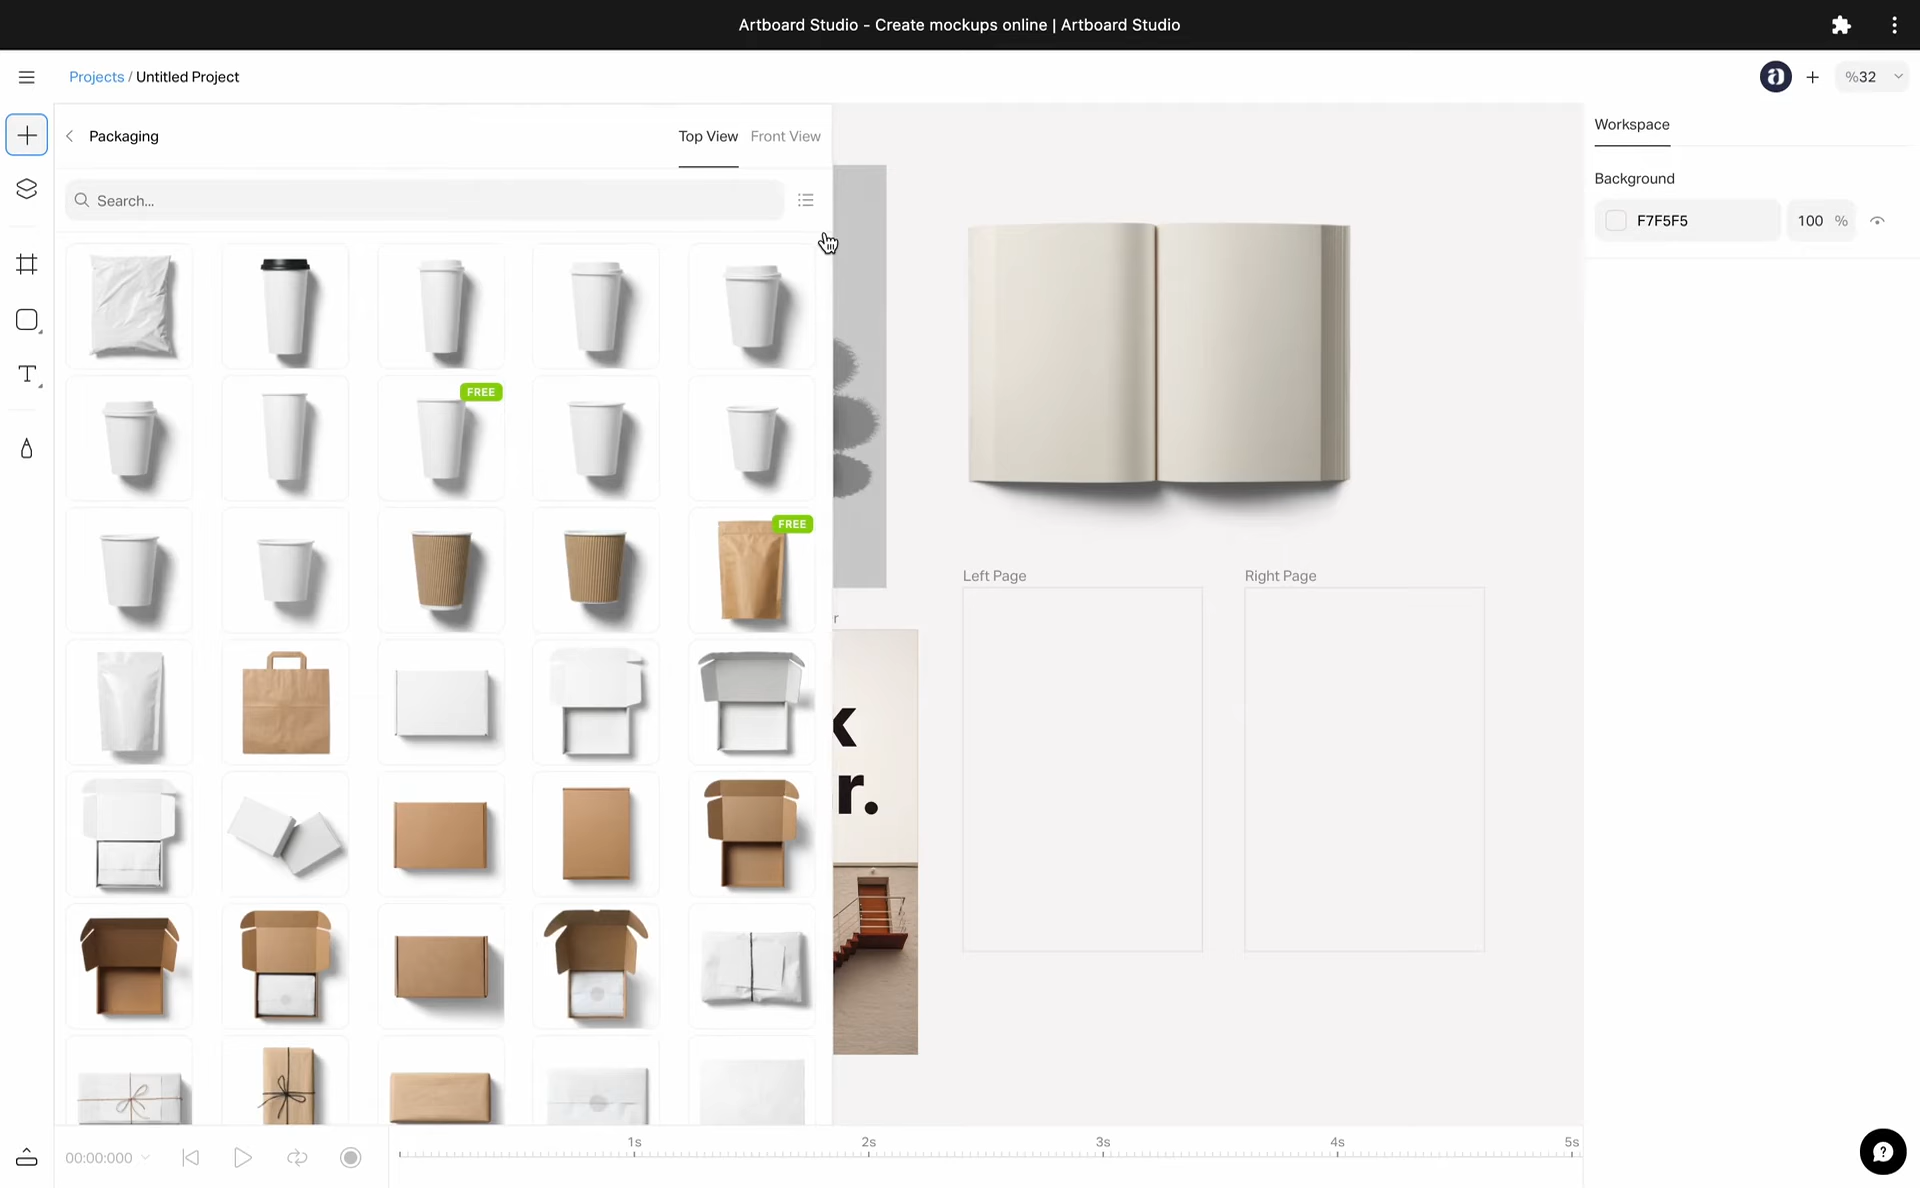 Artboard Studio - Create mockups online | Artboard Studio
Projects / Untitled Project
%32
Packaging
Top View
Front View
Workspace
Background
Search...
F7F5F5
100 %
FREE
FREE
Left Page
Right Page
r
k
r.
00:00:000
1s
2s
3s
4s
5s